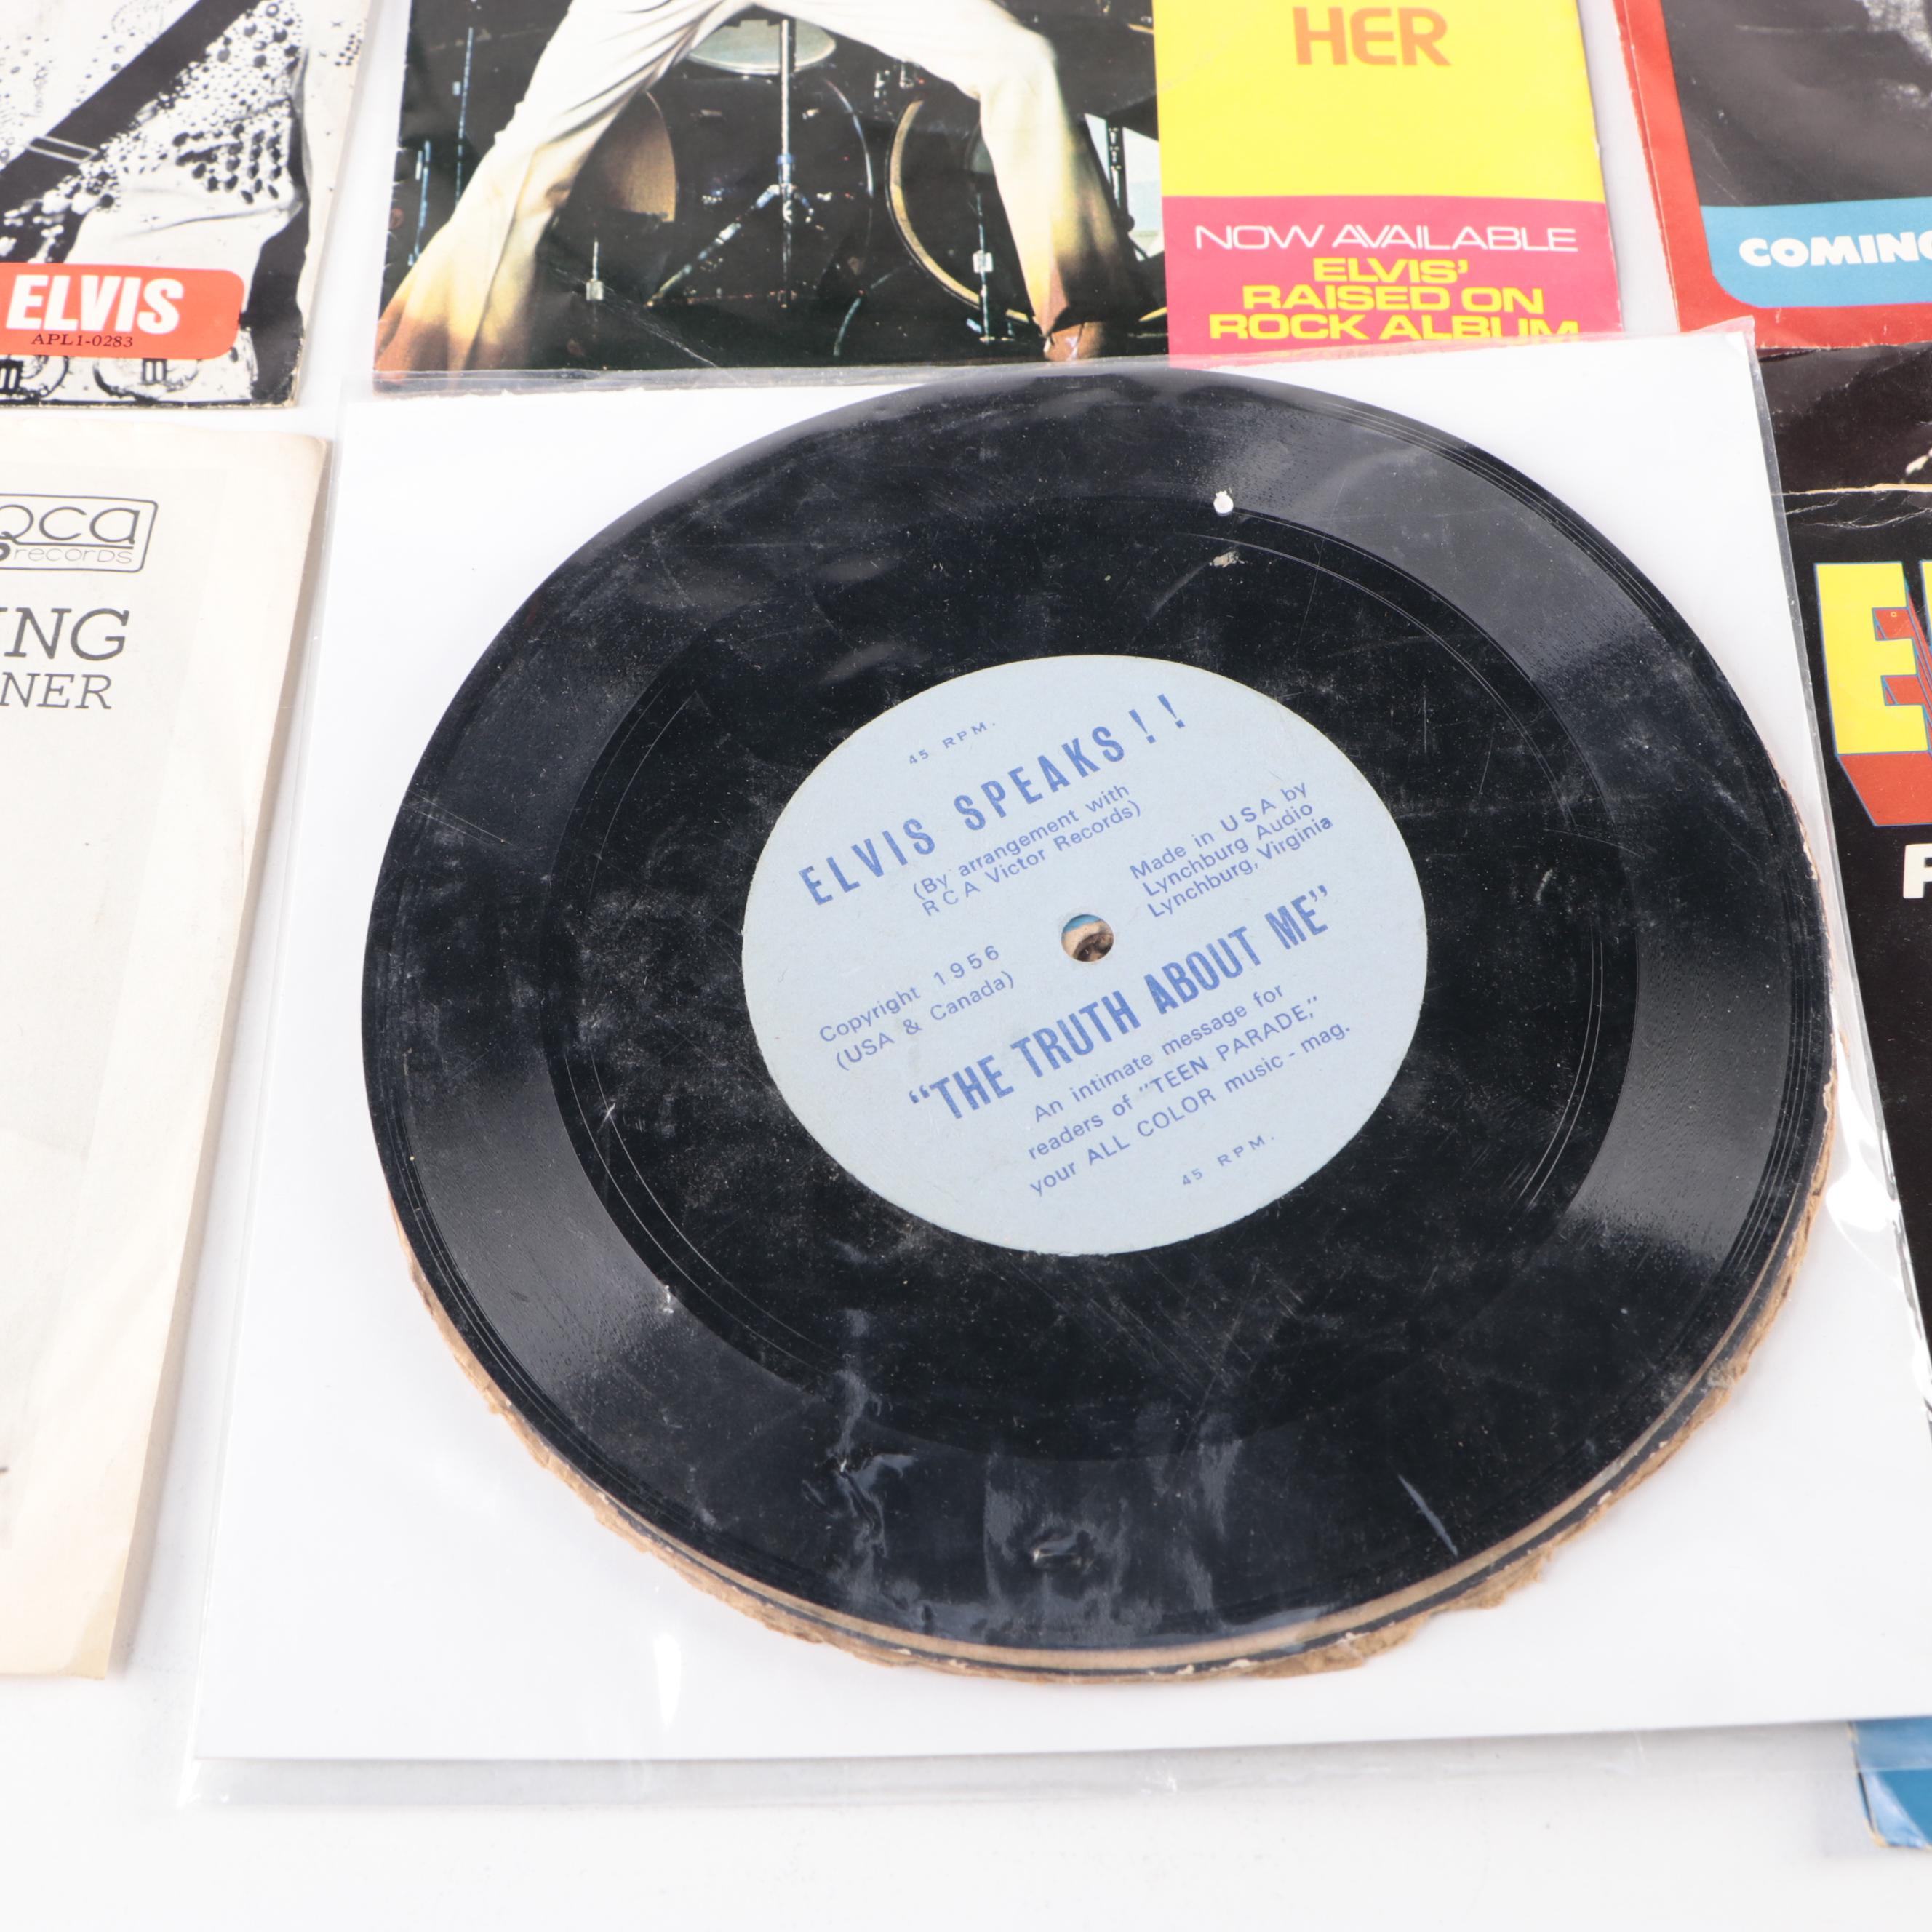 HER
NOW AVAILABLE
ELVIS'
RAISED ON
ROCK ALBUM
COMING
ELVIS
APL1-0283
records
ING
NER
45 RPM.
ELVIS SPEAKS!!
(By arrangement with
RCA Victor Records)
Made in USA by
Lynchburg Audio
Lynchburg, Virginia
Copyright 1956
(USA & Canada)
"THE TRUTH ABOUT ME"
An intimate message for
readers of "TEEN PARADE,"
your ALL COLOR music - mag.
45 RPM.
E
F